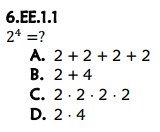 6.EE.1.1
2⁴ =?
A. 2 + 2 + 2 + 2
B. 2 + 4
C. 2 · 2 · 2 · 2
D. 2 · 4